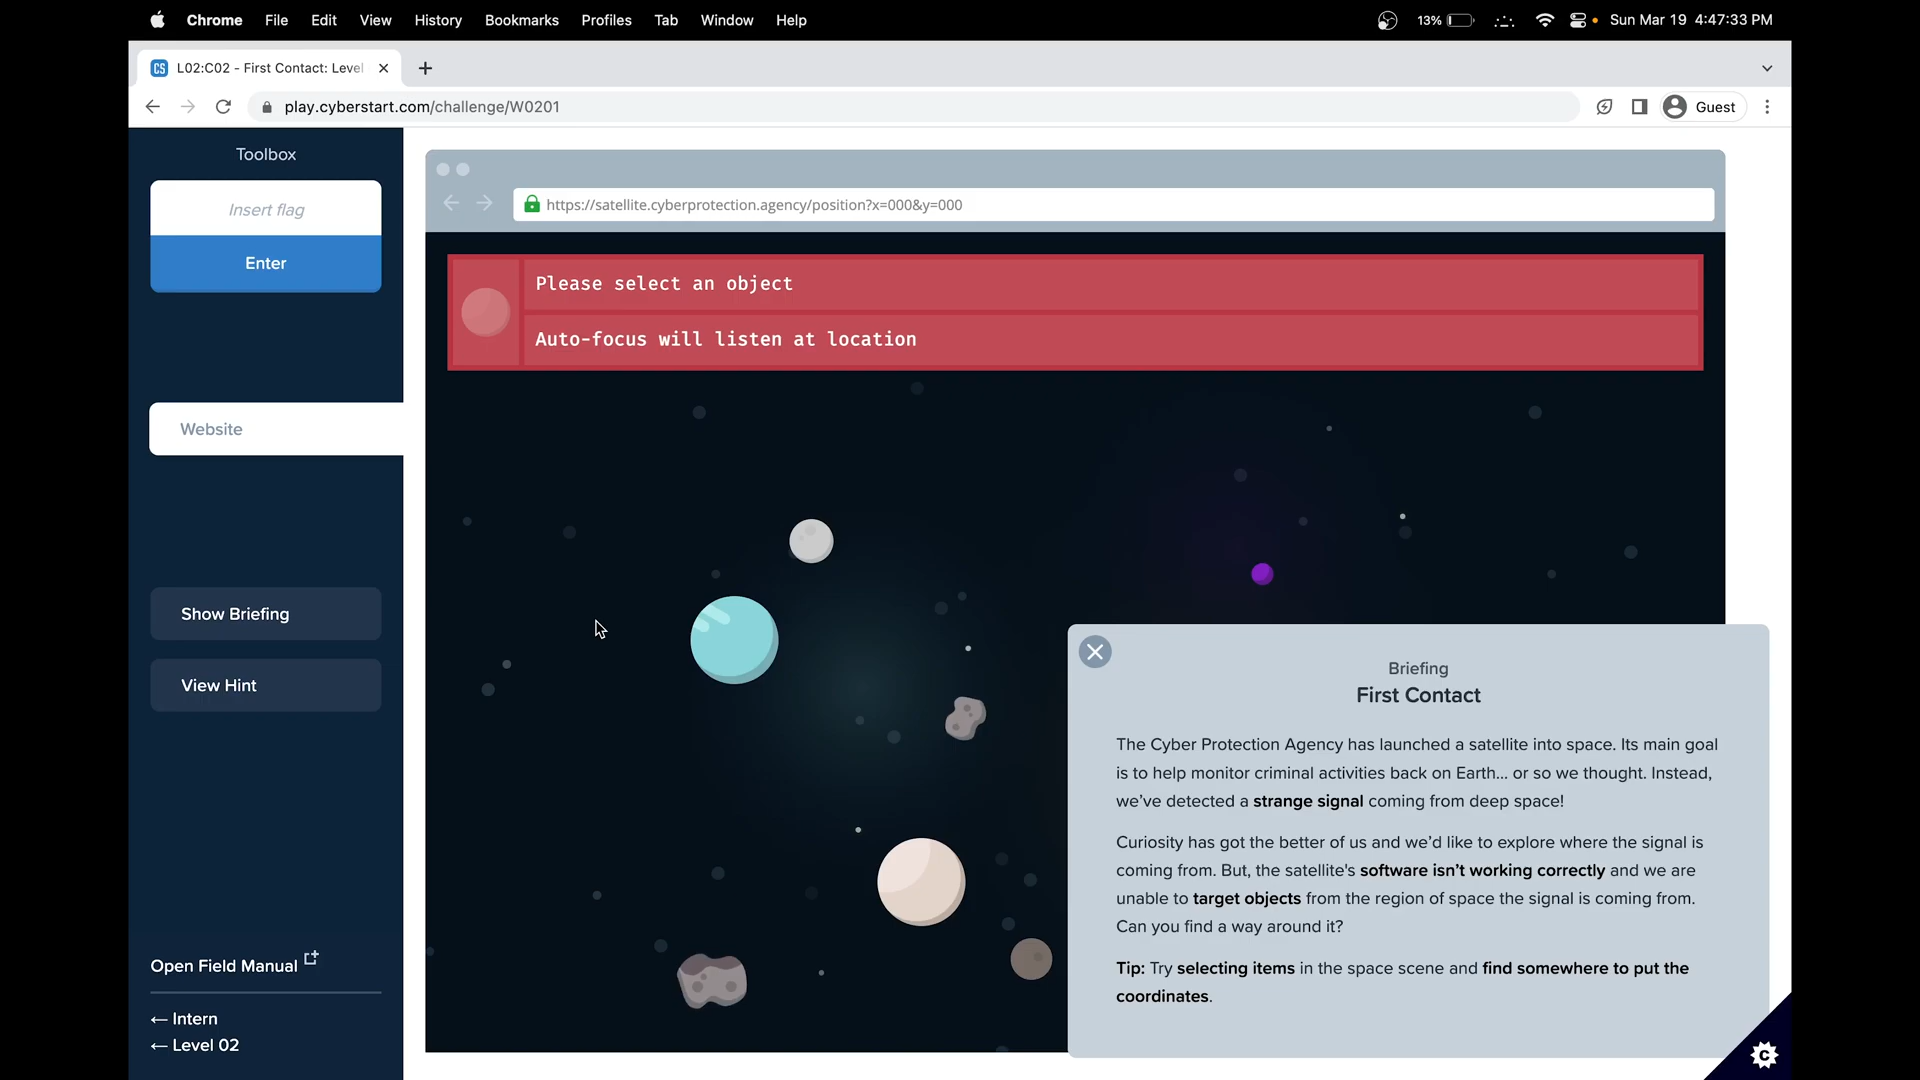 Chrome File Edit View History Bookmarks Profiles Tab Window Help 13% Sun Mar 19 4:47:33 PM
CS L02:C02 - First Contact: Level
play.cyberstart.com/challenge/W0201 Guest
Toolbox
Insert flag
Enter
Website
Show Briefing
View Hint
Open Field Manual
← Intern
← Level 02
https://satellite.cyberprotection.agency/position?x=000&y=000
Please select an object
Auto-focus will listen at location
Briefing
First Contact
The Cyber Protection Agency has launched a satellite into space. Its main goal
is to help monitor criminal activities back on Earth... or so we thought. Instead,
we’ve detected a strange signal coming from deep space!
Curiosity has got the better of us and we’d like to explore where the signal is
coming from. But, the satellite's software isn’t working correctly and we are
unable to target objects from the region of space the signal is coming from.
Can you find a way around it?
Tip: Try selecting items in the space scene and find somewhere to put the
coordinates.
C